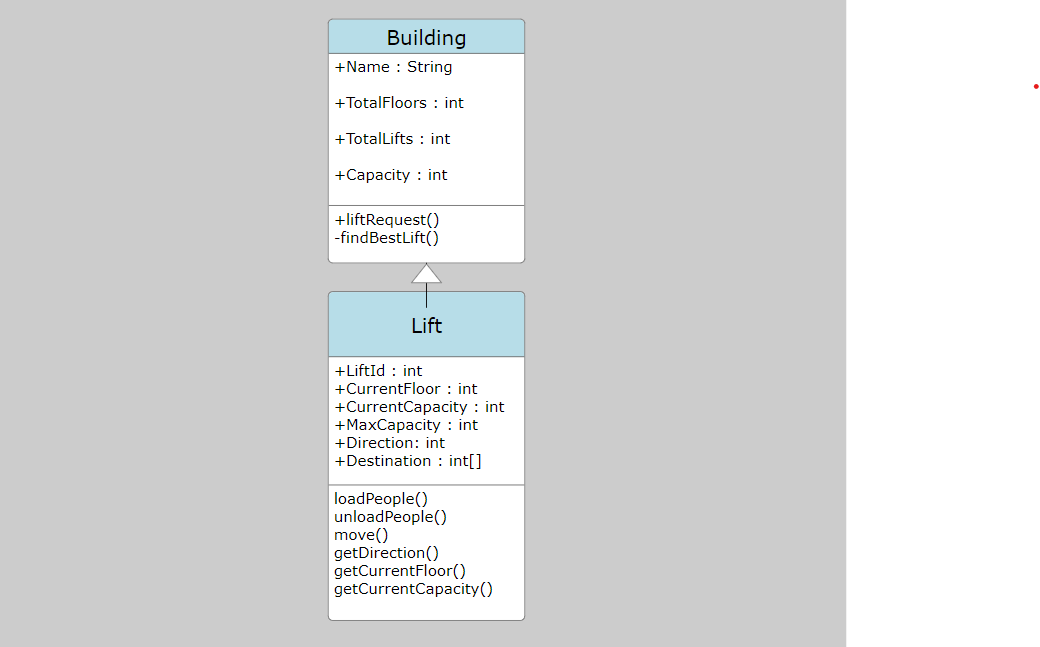 Building
+Name : String
+TotalFloors : int
+TotalLifts : int
+Capacity : int
+liftRequest()
-findBestLift()
Lift
+LiftId : int
+CurrentFloor : int
+CurrentCapacity : int
+MaxCapacity : int
+Direction: int
+Destination : int[]
loadPeople()
unloadPeople()
move()
getDirection()
getCurrentFloor()
getCurrentCapacity()